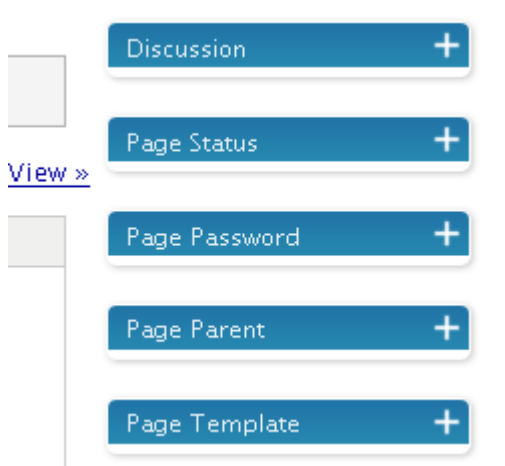 Discussion
Page Status
View »
Page Password
Page Parent
Page Template